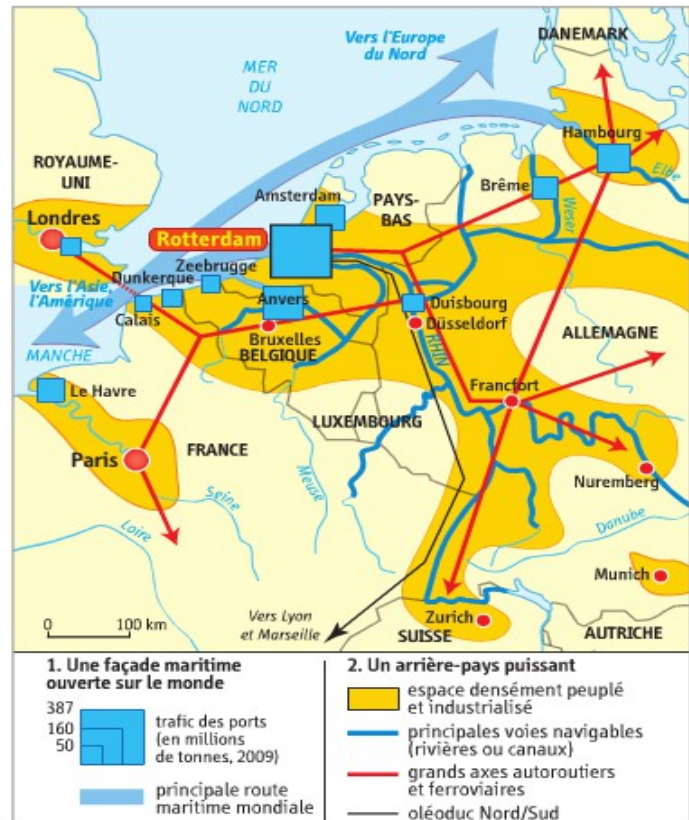 Vers l'Europe
du Nord
DANEMARK
MER
DU
NORD
ROYAUME-
UNI
Hambourg
Elbe
Amsterdam
PAYS-
BAS
Brême
Weser
Londres
Rotterdam
Zeebrugge
Dunkerque
Vers l'Asie,
l'Amérique
Calais
Anvers
Duisbourg
Düsseldorf
Bruxelles
BELGIQUE
RHIN
ALLEMAGNE
MANCHE
Le Havre
Francfort
LUXEMBOURG
Paris
FRANCE
Nuremberg
Seine
Meuse
Loire
Danube
Munich
0 100 km
Vers Lyon
et Marseille
Zurich
SUISSE
AUTRICHE
1. Une façade maritime
ouverte sur le monde
387
160
50
trafic des ports
(en millions
de tonnes, 2009)
principale route
maritime mondiale
2. Un arrière-pays puissant
espace densément peuplé
et industrialisé
principales voies navigables
(rivières ou canaux)
grands axes autoroutiers
et ferroviaires
oléoduc Nord/Sud